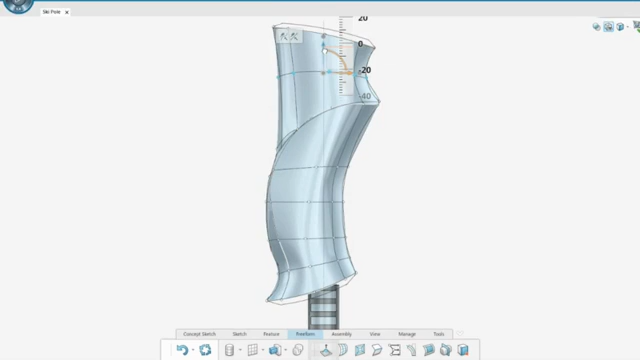 Ski Pole
20
0
-20
-40
Concept Sketch Sketch Feature Freeform Assembly View Manage Tools